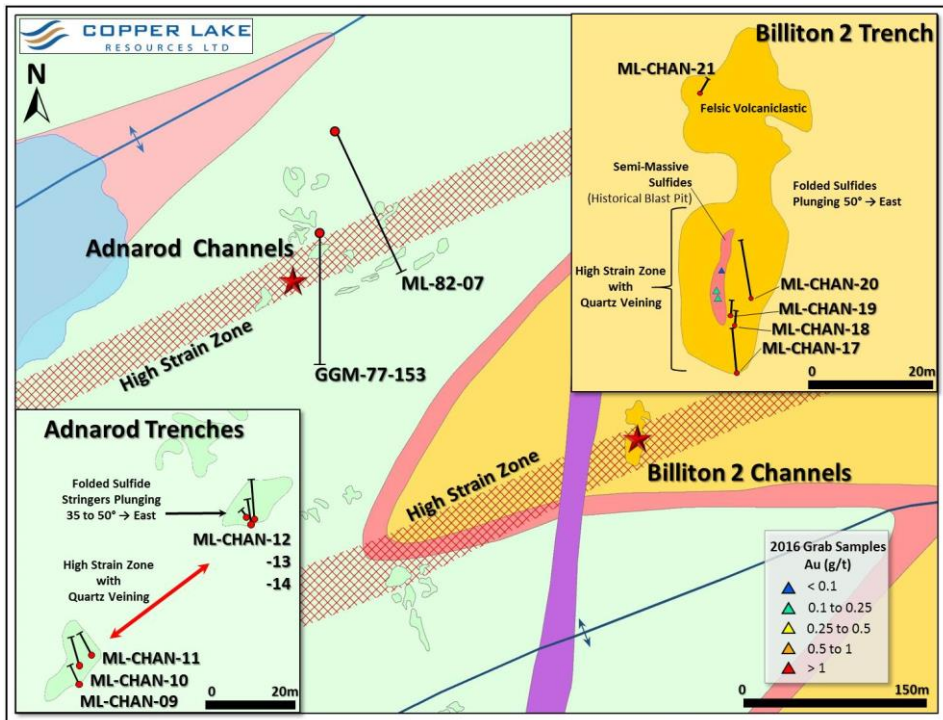 COPPER LAKE
RESOURCES LTD
N
Adnarod Channels
High Strain Zone
ML-82-07
GGM-77-153
Billiton 2 Trench
ML-CHAN-21
Felsic Volcaniclastic
Semi-Massive
Sulfides
(Historical Blast Pit)
Folded Sulfides
Plunging 50° → East
High Strain Zone
with
Quartz Veining
ML-CHAN-20
ML-CHAN-19
ML-CHAN-18
ML-CHAN-17
0 20m
Adnarod Trenches
Folded Sulfide
Stringers Plunging
35 to 50° → East
ML-CHAN-12
-13
-14
High Strain Zone
with
Quartz Veining
ML-CHAN-11
ML-CHAN-10
ML-CHAN-09
0 20m
High Strain Zone
Billiton 2 Channels
2016 Grab Samples
Au (g/t)
< 0.1
0.1 to 0.25
0.25 to 0.5
0.5 to 1
> 1
0 150m